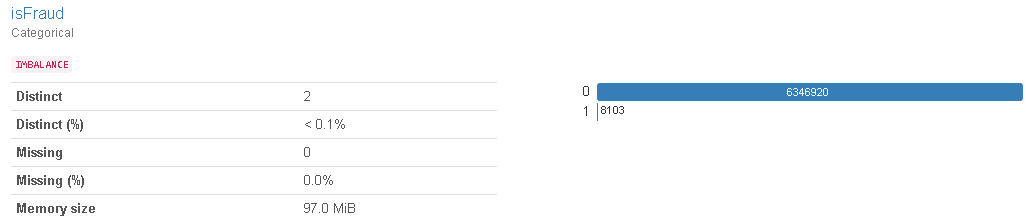 isFraud
Categorical
IMBALANCE
Distinct 2
Distinct (%) < 0.1%
Missing 0
Missing (%) 0.0%
Memory size 97.0 MiB
0 6346920
1 8103